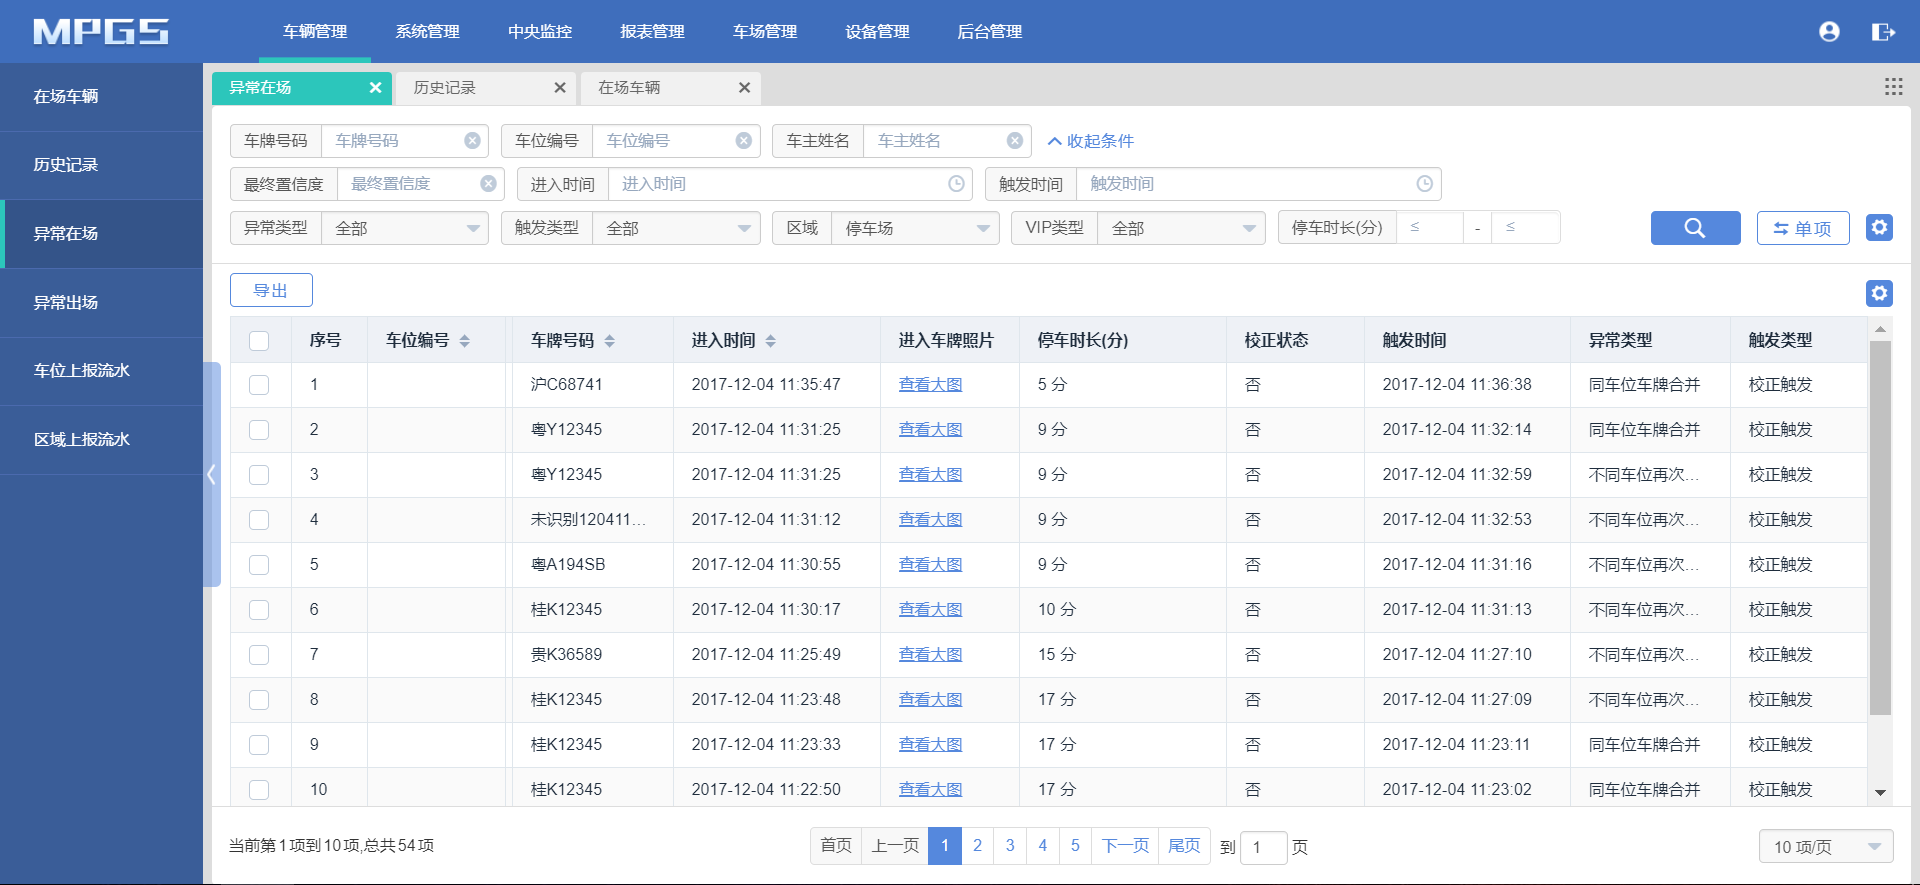 MPGS 车辆管理 系统管理 中央监控 报表管理 车场管理 设备管理 后台管理
在场车辆
历史记录
异常在场
异常出场
车位上报流水
区域上报流水
异常在场 历史记录 在场车辆
车牌号码 车牌号码 车位编号 车位编号 车主姓名 车主姓名 收起条件
最终置信度 最终置信度 进入时间 进入时间 触发时间 触发时间
异常类型 全部 触发类型 全部 区域 停车场 VIP类型 全部 停车时长(分) ≤ - ≤ 单项
导出
序号 车位编号 车牌号码 进入时间 进入车牌照片 停车时长(分) 校正状态 触发时间 异常类型 触发类型
1 沪C68741 2017-12-04 11:35:47 查看大图 5 分 否 2017-12-04 11:36:38 同车位车牌合并 校正触发
2 粤Y12345 2017-12-04 11:31:25 查看大图 9 分 否 2017-12-04 11:32:14 同车位车牌合并 校正触发
3 粤Y12345 2017-12-04 11:31:25 查看大图 9 分 否 2017-12-04 11:32:59 不同车位再次... 校正触发
4 未识别120411... 2017-12-04 11:31:12 查看大图 9 分 否 2017-12-04 11:32:53 不同车位再次... 校正触发
5 粤A194SB 2017-12-04 11:30:55 查看大图 9 分 否 2017-12-04 11:31:16 不同车位再次... 校正触发
6 桂K12345 2017-12-04 11:30:17 查看大图 10 分 否 2017-12-04 11:31:13 不同车位再次... 校正触发
7 贵K36589 2017-12-04 11:25:49 查看大图 15 分 否 2017-12-04 11:27:10 不同车位再次... 校正触发
8 桂K12345 2017-12-04 11:23:48 查看大图 17 分 否 2017-12-04 11:27:09 不同车位再次... 校正触发
9 桂K12345 2017-12-04 11:23:33 查看大图 17 分 否 2017-12-04 11:23:11 同车位车牌合并 校正触发
10 桂K12345 2017-12-04 11:22:50 查看大图 17 分 否 2017-12-04 11:23:02 同车位车牌合并 校正触发
当前第1项到10项,总共54项 首页 上一页 1 2 3 4 5 下一页 尾页 到 1 页 10 项/页